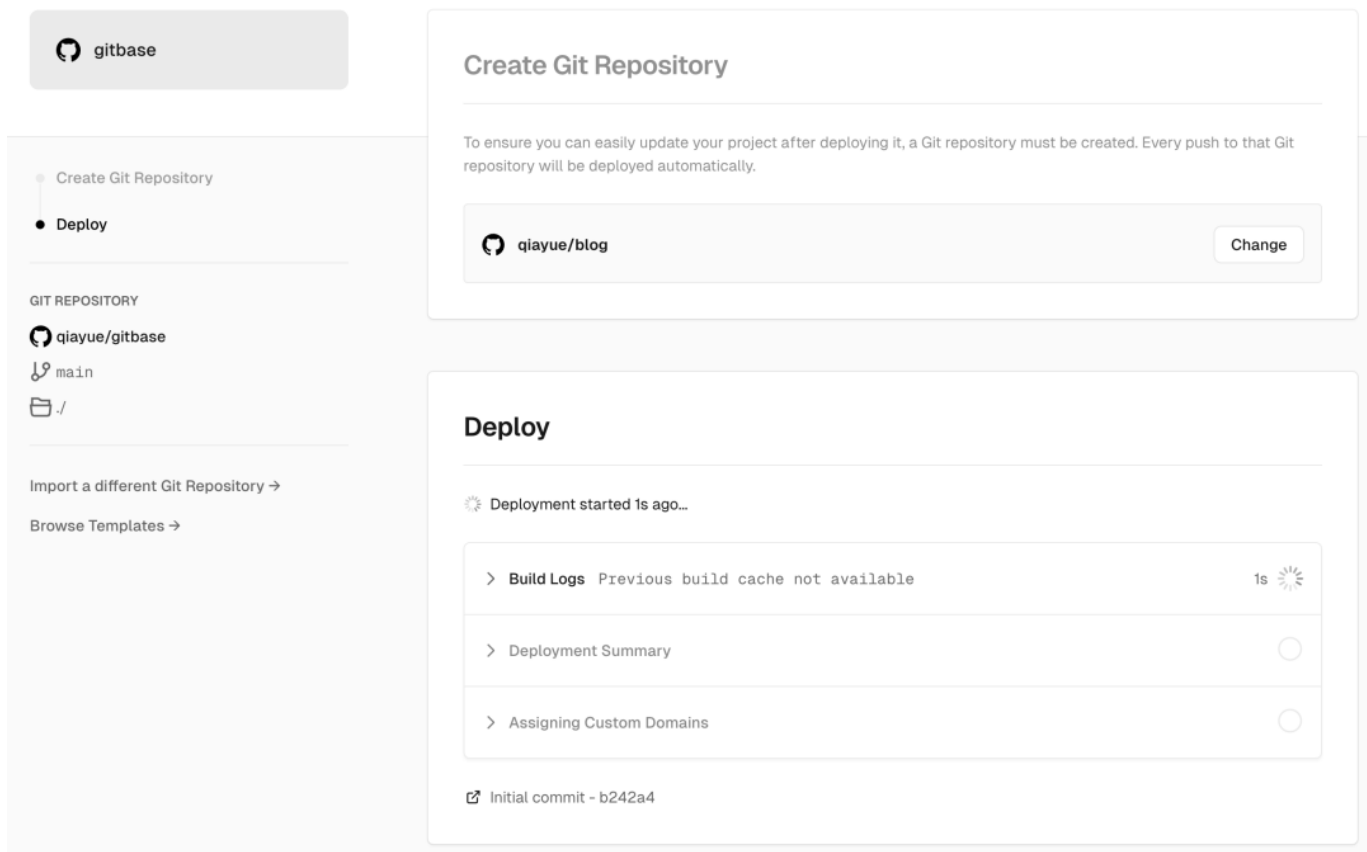 gitbase
Create Git Repository
Deploy
GIT REPOSITORY
qiayue/gitbase
main
./
Import a different Git Repository →
Browse Templates →
Create Git Repository
To ensure you can easily update your project after deploying it, a Git repository must be created. Every push to that Git
repository will be deployed automatically.
qiayue/blog Change
Deploy
Deployment started 1s ago...
Build Logs Previous build cache not available 1s
Deployment Summary
Assigning Custom Domains
Initial commit - b242a4